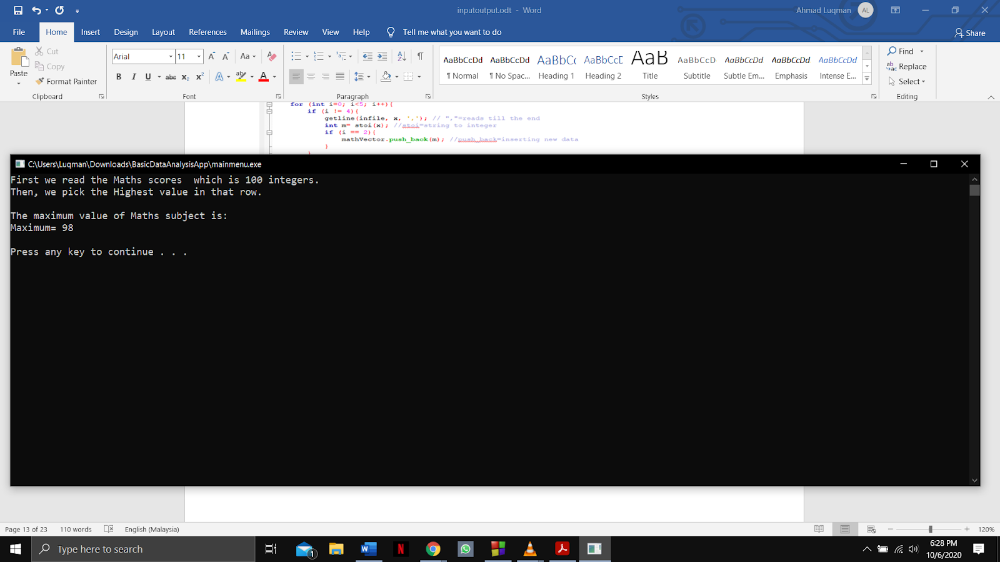 inputoutput.odt - Word
Ahmad Luqman
AL
File Home Insert Design Layout References Mailings Review View Help Tell me what you want to do
Share
Paste
Cut
Copy
Format Painter
Clipboard
Arial 11
Aa
B I U abc X₂ X² A A
Font
Paragraph
AaBbCcDd AaBbCcDd AaBbC AaBbCcE AaB AaBbCcD AaBbCcDd AaBbCcDd AaBbCcDd
¶ Normal ¶ No Spac... Heading 1 Heading 2 Title Subtitle Subtle Em... Emphasis Intense E...
Styles
Find
Replace
Select
Editing
for (int i=0; i<5; i++){
if (i != 4){
getline(infile, x, ','); // ","=reads till the end
int m= stoi(x); //stoi=string to integer
if (i == 2){
mathVector.push_back(m); //push_back=inserting new data
}
C:\Users\Luqman\Downloads\BasicDataAnalysisApp\mainmenu.exe
First we read the Maths scores  which is 100 integers.
Then, we pick the Highest value in that row.
The maximum value of Maths subject is:
Maximum= 98
Press any key to continue . . .
Page 13 of 23 110 words English (Malaysia)
120%
Type here to search
1
6:28 PM
10/6/2020